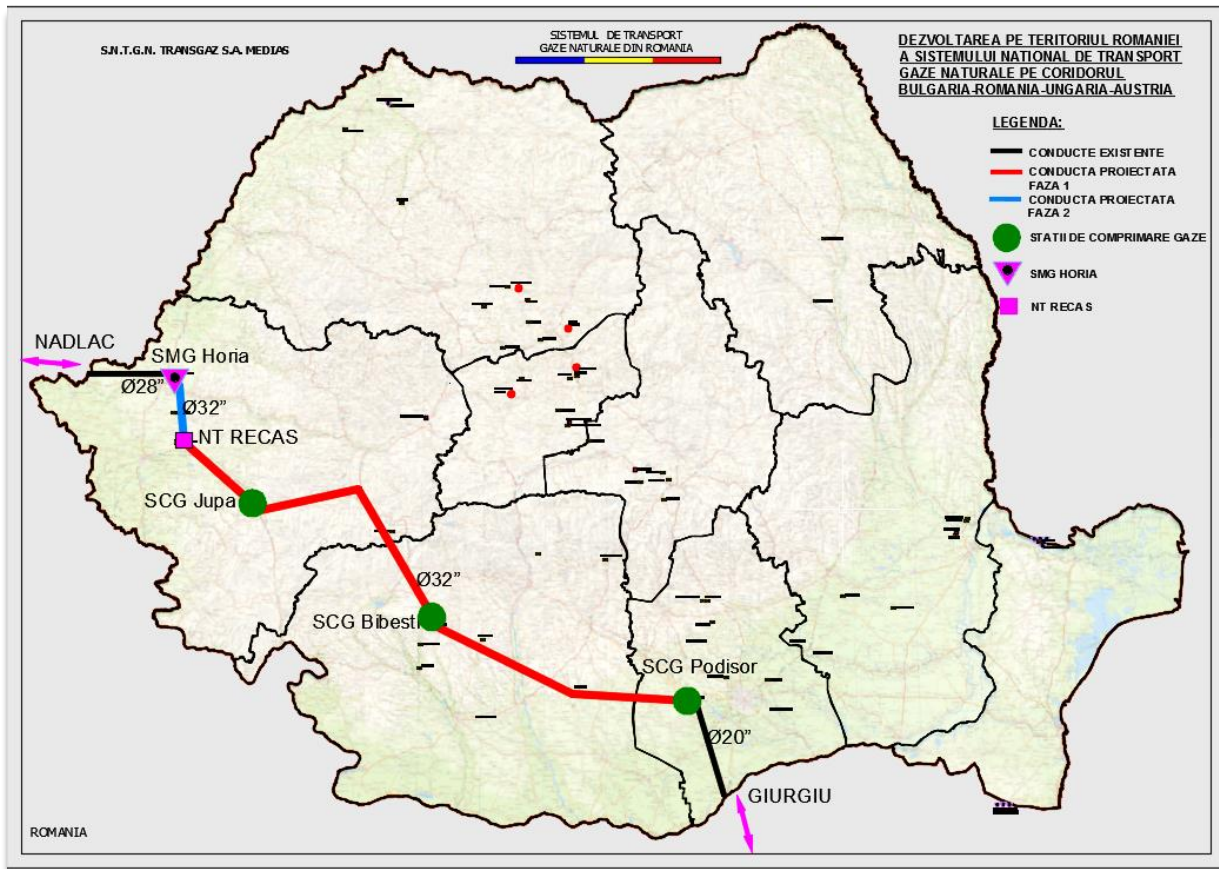 S.N.T.G.N. TRANSGAZ S.A. MEDIAS
SISTEMUL DE TRANSPORT
GAZE NATURALE DIN ROMANIA
DEZVOLTAREA PE TERITORIUL ROMANIEI
A SISTEMULUI NATIONAL DE TRANSPORT
GAZE NATURALE PE CORIDORUL
BULGARIA-ROMANIA-UNGARIA-AUSTRIA
LEGENDA:
CONDUCTE EXISTENTE
CONDUCTA PROIECTATA
FAZA 1
CONDUCTA PROIECTATA
FAZA 2
STATII DE COMPRIMARE GAZE
SMG HORIA
NT RECAS
NADLAC
SMG Horia
Ø28"
Ø32"
NT RECAS
SCG Jupa
Ø32"
SCG Bibesti
SCG Podisor
Ø20"
GIURGIU
ROMANIA